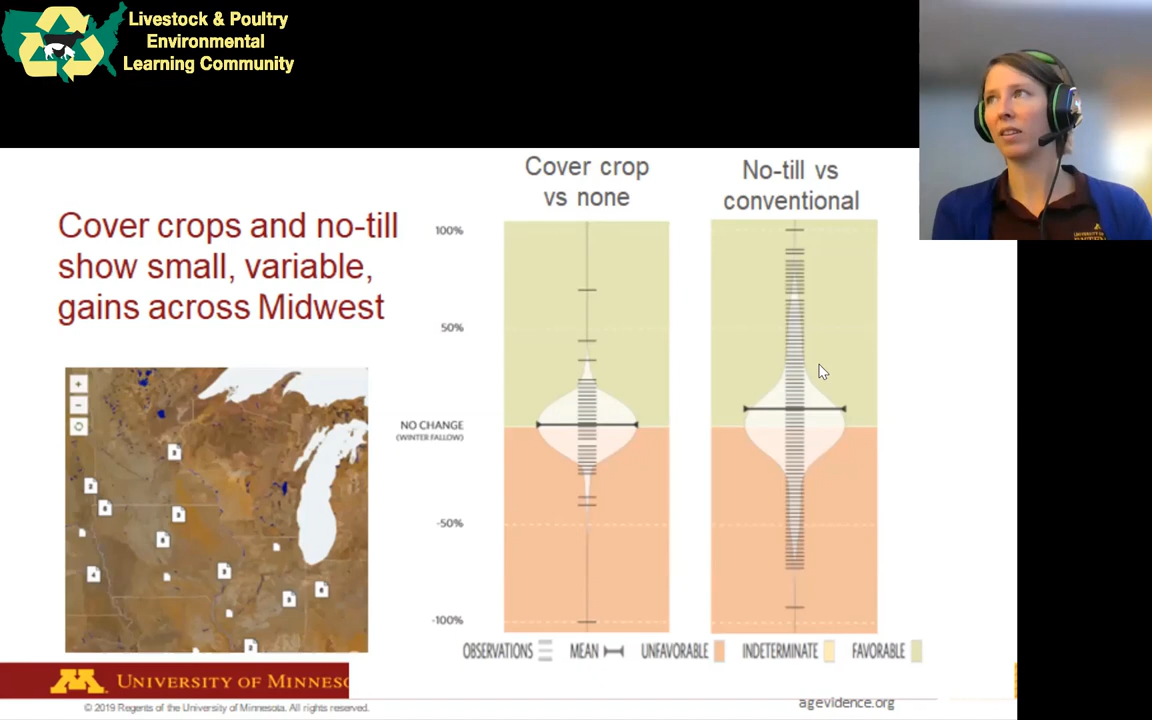 Livestock & Poultry
Environmental
Learning Community
Cover crops and no-till
show small, variable,
gains across Midwest
Cover crop
vs none
No-till vs
conventional
100%
50%
NO CHANGE
(WINTER FALLOW)
-50%
-100%
OBSERVATIONS MEAN UNFAVORABLE INDETERMINATE FAVORABLE
UNIVERSITY OF MINNESO
© 2019 Regents of the University of Minnesota. All rights reserved.
agevidence.org